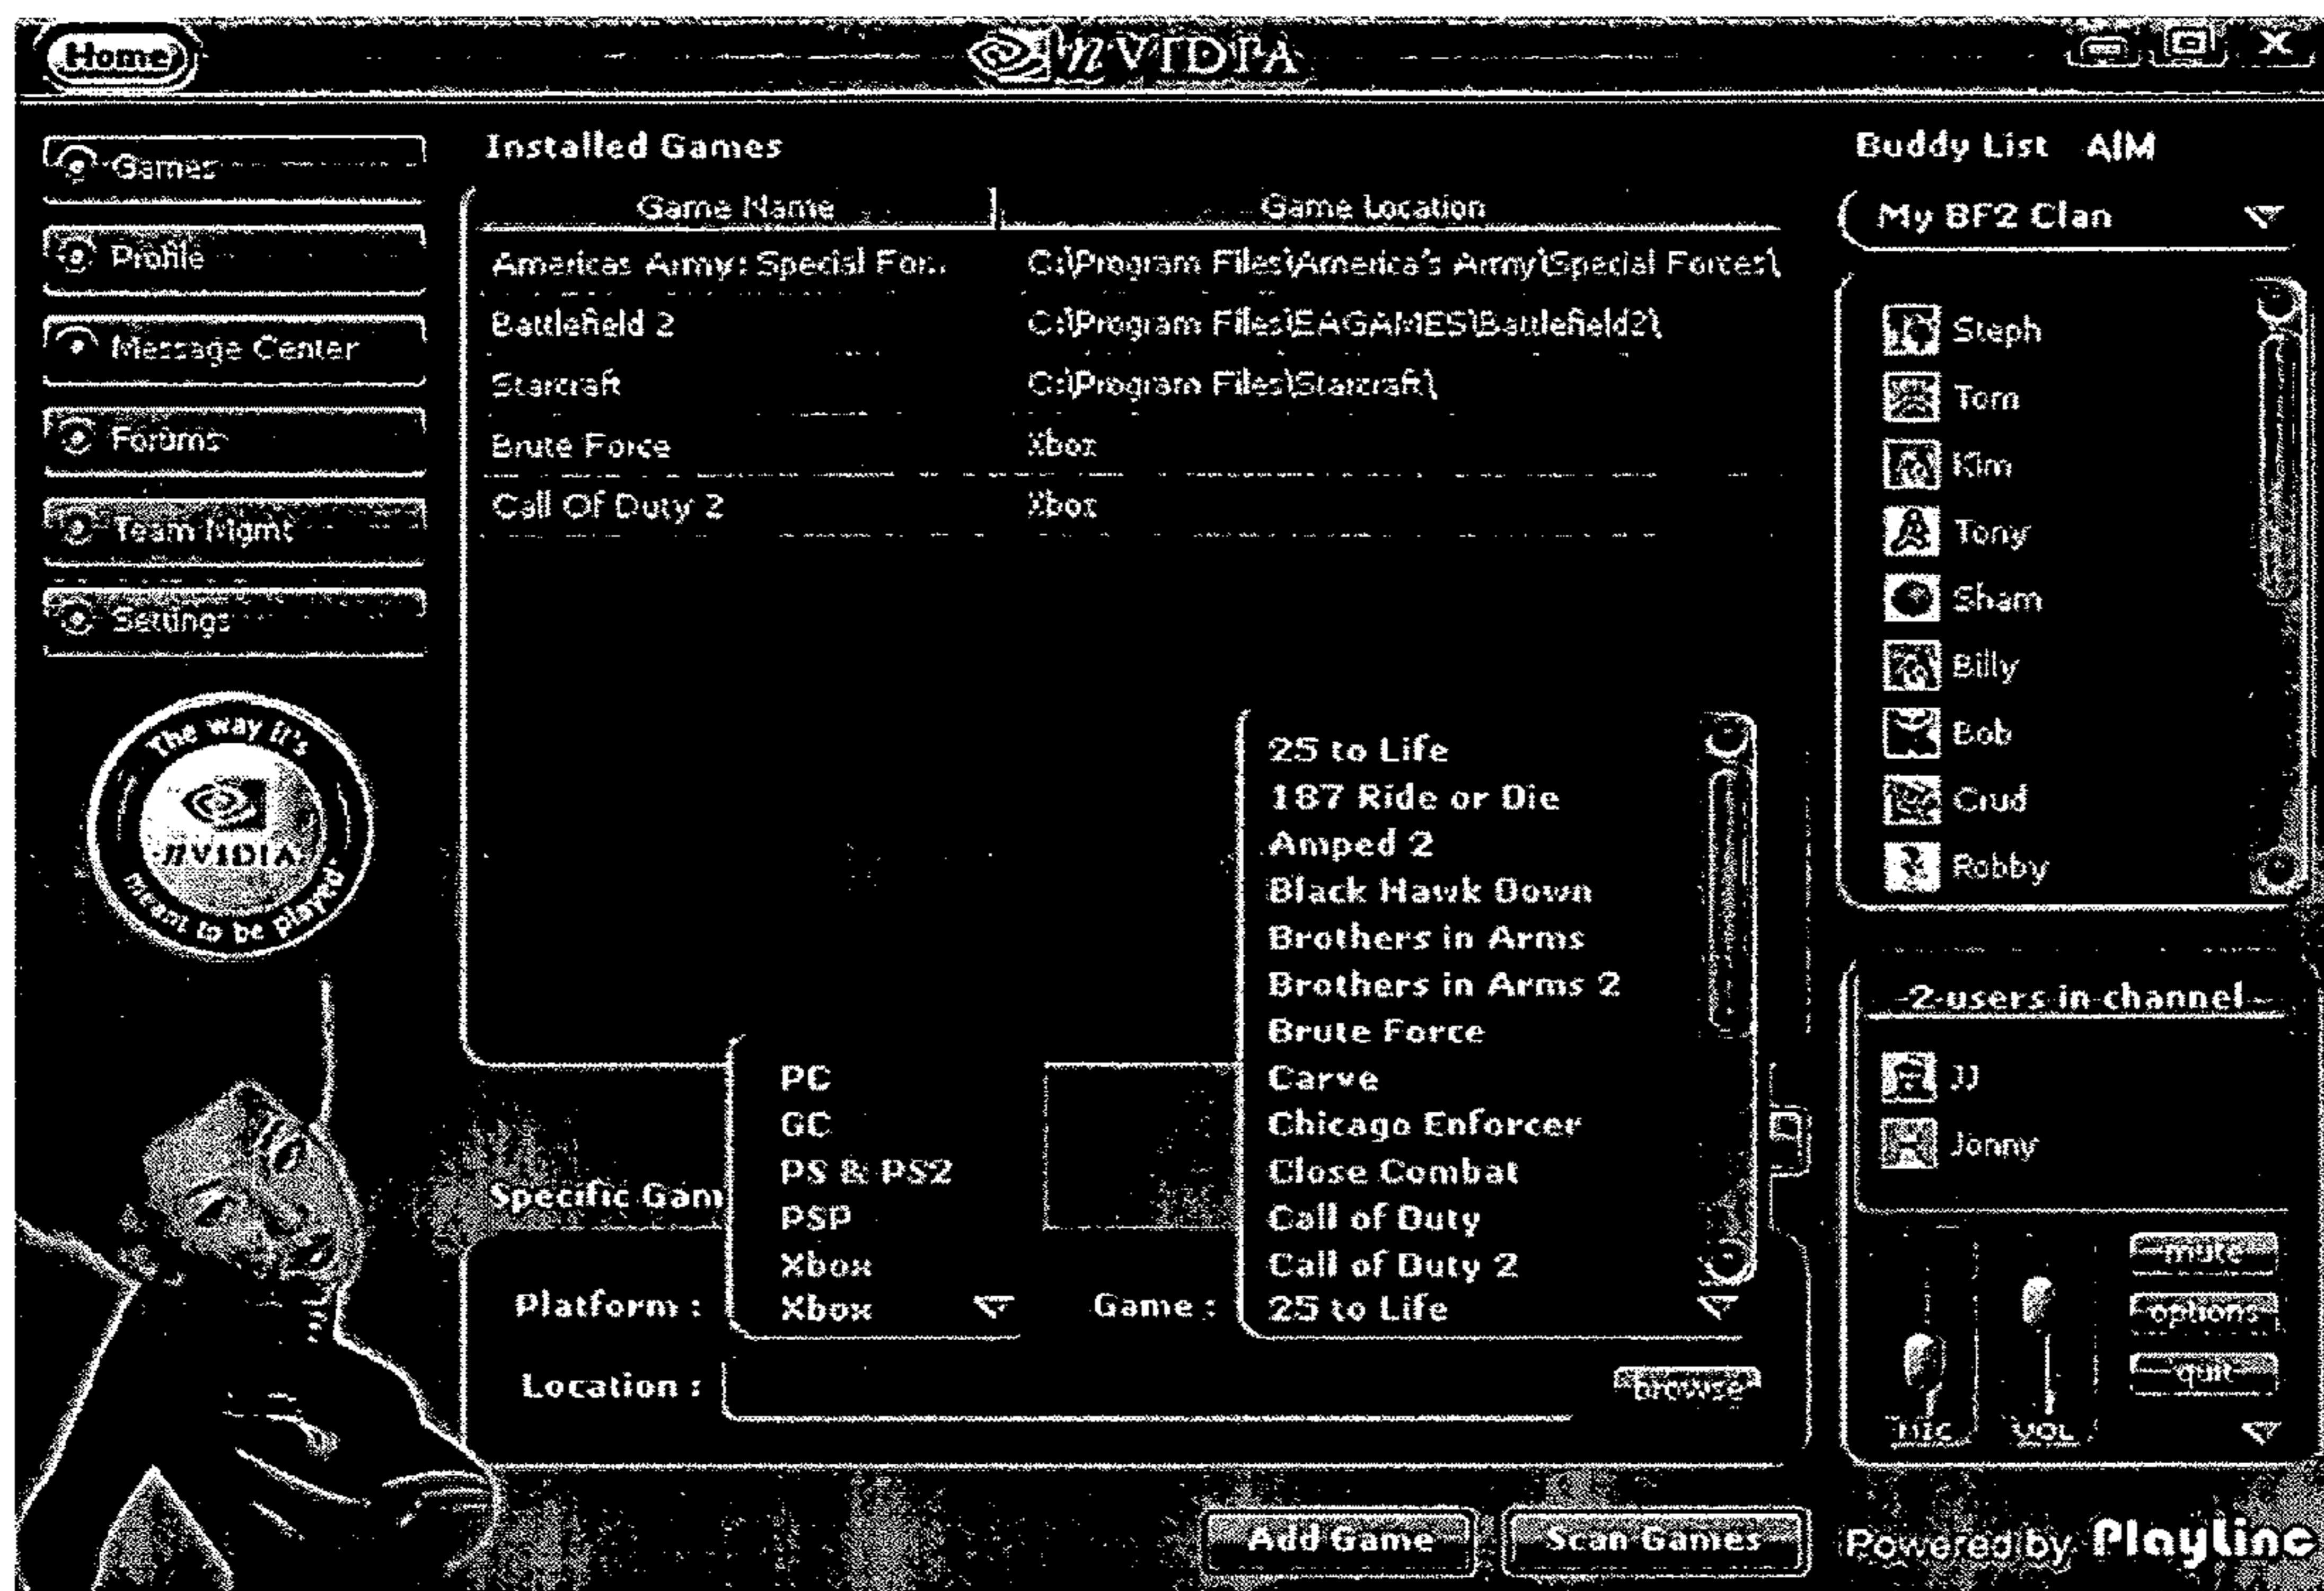 Home
nVIDIA
Games
Profile
Message Center
Forums
Team Mgmt
Settings
The way it's
nVIDIA
meant to be played
Installed Games
Game Name Game Location
Americas Army: Special For... C:\Program Files\America's Army\Special Forces\
Battlefield 2 C:\Program Files\EAGAMES\Battlefield2\
Starcraft C:\Program Files\Starcraft\
Brute Force Xbox
Call Of Duty 2 Xbox
25 to Life
187 Ride or Die
Amped 2
Black Hawk Down
Brothers in Arms
Brothers in Arms 2
Brute Force
Carve
Chicago Enforcer
Close Combat
Call of Duty
Call of Duty 2
PC
GC
PS & PS2
PSP
Xbox
Specific Gam
Platform : Xbox Game : 25 to Life
Location : browse
Add Game Scan Games
Buddy List AIM
My BF2 Clan
Steph
Tom
Kim
Tony
Sham
Billy
Bob
Crud
Robby
2 users in channel
JJ
Jonny
mute
options
quit
MIC VOL
Powered by PlayLinc